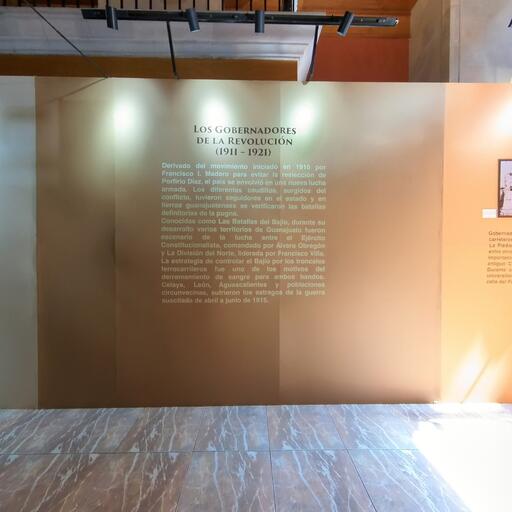 LOS GOBERNADORES
DE LA REVOLUCIÓN
(1911 - 1921)
Derivado del movimiento iniciado en 1910 por
Francisco I. Madero para evitar la reelección de
Porfirio Díaz, el país se envolvió en una nueva lucha
armada. Los diferentes caudillos, surgidos del
conflicto, tuvieron seguidores en el estado y en
tierras guanajuatenses se verificaron las batallas
definitorias de la pugna.
Conocidas como Las Batallas del Bajío, durante su
desarrollo varios territorios de Guanajuato fueron
escenario de la lucha entre el Ejército
Constitucionalista, comandado por Álvaro Obregón
y La División del Norte, liderada por Francisco Villa.
La estrategia de controlar el Bajío por los troncales
ferrocarrileros fue uno de los motivos del
derramamiento de sangre para ambos bandos.
Celaya, León, Aguascalientes y poblaciones
circunvecinas, sufrieron los estragos de la guerra
suscitada de abril a junio de 1915.